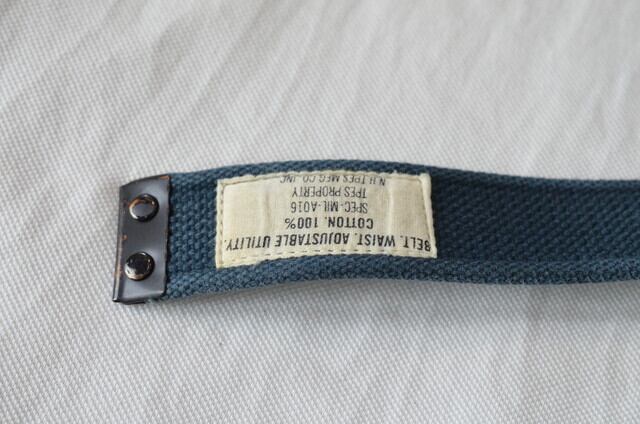 BELT. WAIST. ADJUSTABLE UTILITY.
COTTON. 100%
SPEC-MIL-A016
TPES PROPERTY
N.H.TPES MFG.CO.,INC